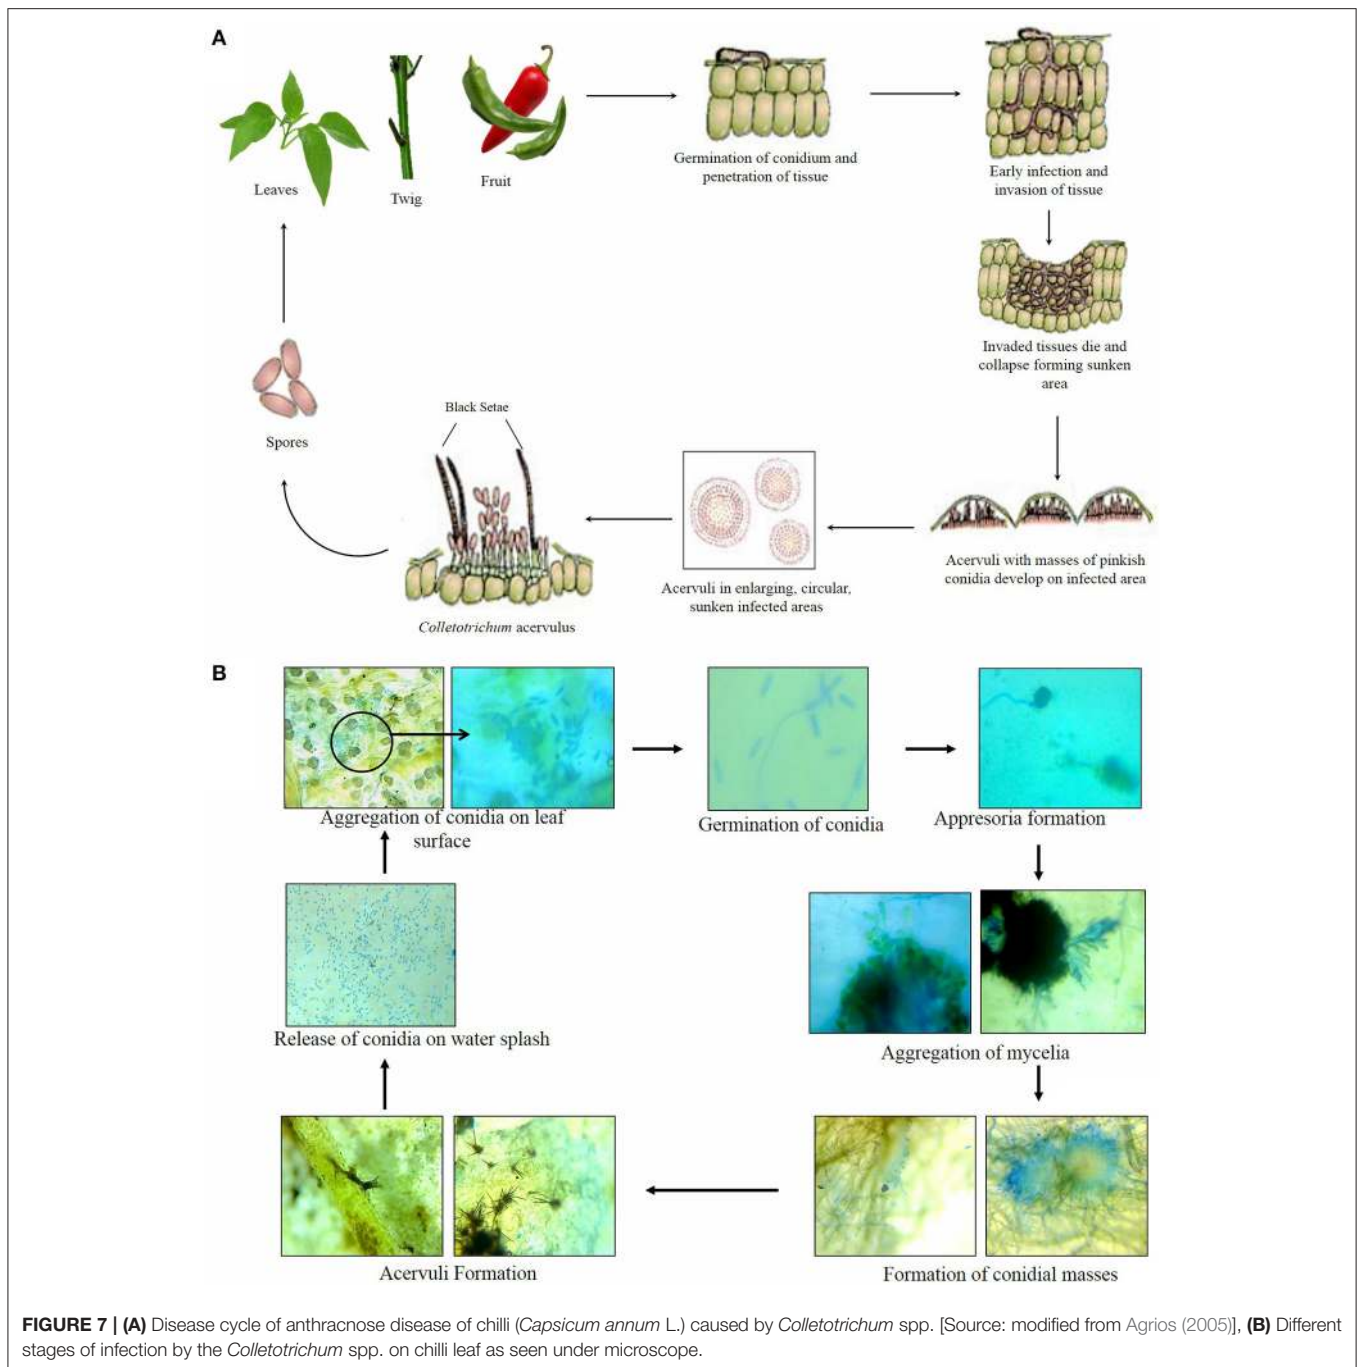 A
Leaves
Twig
Fruit
Germination of conidium and
penetration of tissue
Early infection and
invasion of tissue
Invaded tissues die and
collapse forming sunken
area
Black Setae
Spores
Colletotrichum acervulus
Acervuli in enlarging, circular,
sunken infected areas
Acervuli with masses of pinkish
conidia develop on infected area
B
Aggregation of conidia on leaf
surface
Germination of conidia
Appresoria formation
Release of conidia on water splash
Aggregation of mycelia
Acervuli Formation
Formation of conidial masses
FIGURE 7 | (A) Disease cycle of anthracnose disease of chilli (Capsicum annum L.) caused by Colletotrichum spp. [Source: modified from Agrios (2005)], (B) Different
stages of infection by the Colletotrichum spp. on chilli leaf as seen under microscope.